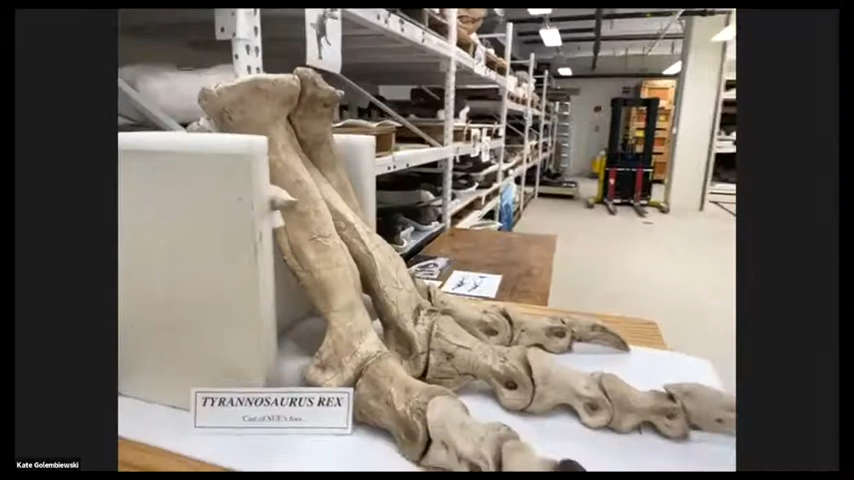 TYRANNOSAURUS REX
Cast of SUE's foot
Kate Golembiewski